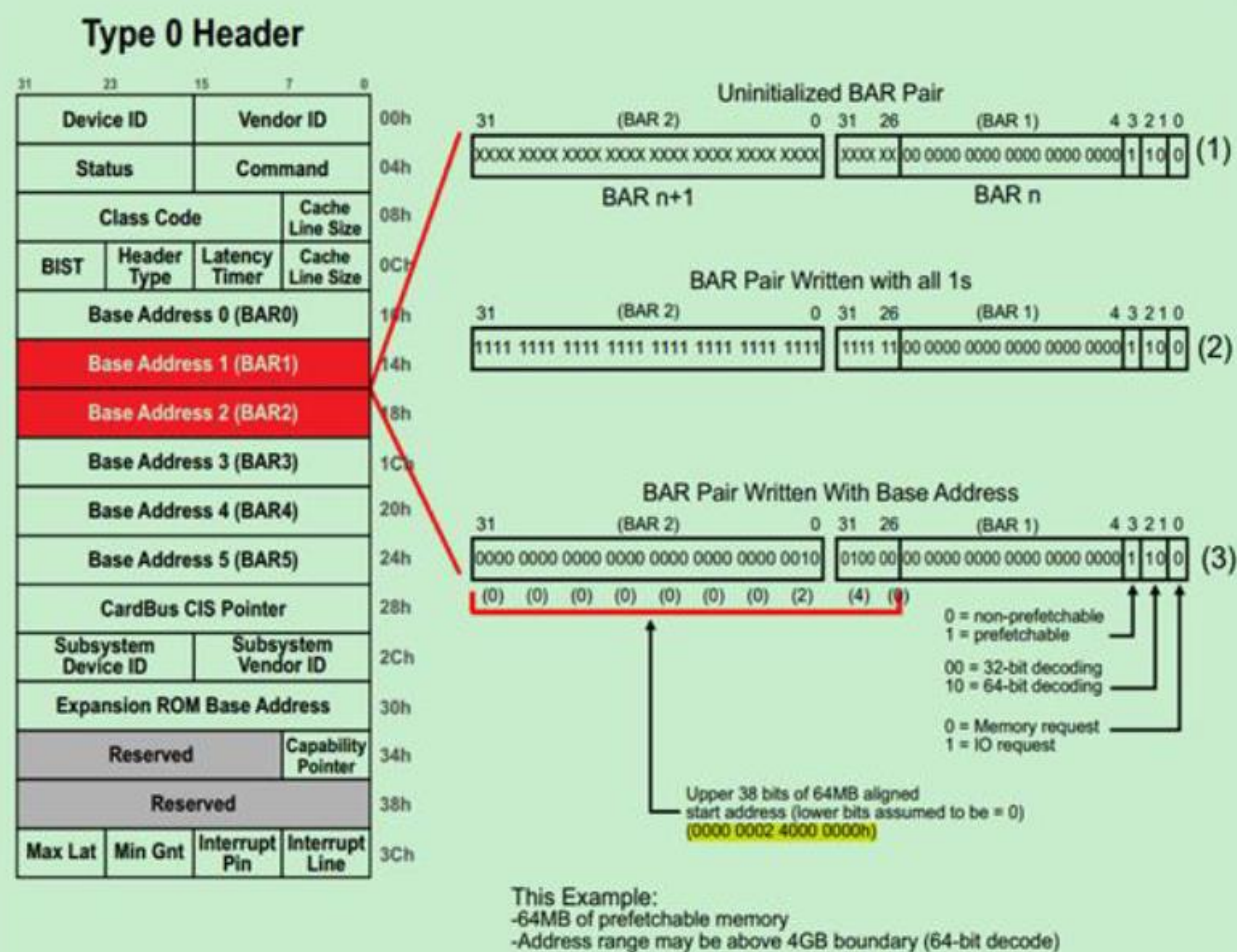 Type 0 Header
31 23 15 7 0
Device ID Vendor ID 00h
Status Command 04h
Class Code Cache Line Size 08h
BIST Header Type Latency Timer Cache Line Size 0Ch
Base Address 0 (BAR0) 10h
Base Address 1 (BAR1) 14h
Base Address 2 (BAR2) 18h
Base Address 3 (BAR3) 1Ch
Base Address 4 (BAR4) 20h
Base Address 5 (BAR5) 24h
CardBus CIS Pointer 28h
Subsystem Device ID Subsystem Vendor ID 2Ch
Expansion ROM Base Address 30h
Reserved Capability Pointer 34h
Reserved 38h
Max Lat Min Gnt Interrupt Pin Interrupt Line 3Ch
Uninitialized BAR Pair
31 (BAR 2) 0 31 26 (BAR 1) 4 3 2 1 0
XXXX XXXX XXXX XXXX XXXX XXXX XXXX XXXX XXXX XX 00 0000 0000 0000 0000 0000 1 10 0 (1)
BAR n+1 BAR n
BAR Pair Written with all 1s
31 (BAR 2) 0 31 26 (BAR 1) 4 3 2 1 0
1111 1111 1111 1111 1111 1111 1111 1111 1111 11 00 0000 0000 0000 0000 0000 1 10 0 (2)
BAR Pair Written With Base Address
31 (BAR 2) 0 31 26 (BAR 1) 4 3 2 1 0
0000 0000 0000 0000 0000 0000 0000 0010 0100 00 00 0000 0000 0000 0000 0000 1 10 0 (3)
(0) (0) (0) (0) (0) (0) (0) (2) (4) (0)
0 = non-prefetchable
1 = prefetchable
00 = 32-bit decoding
10 = 64-bit decoding
0 = Memory request
1 = IO request
Upper 38 bits of 64MB aligned
start address (lower bits assumed to be = 0)
(0000 0002 4000 0000h)
This Example:
-64MB of prefetchable memory
-Address range may be above 4GB boundary (64-bit decode)